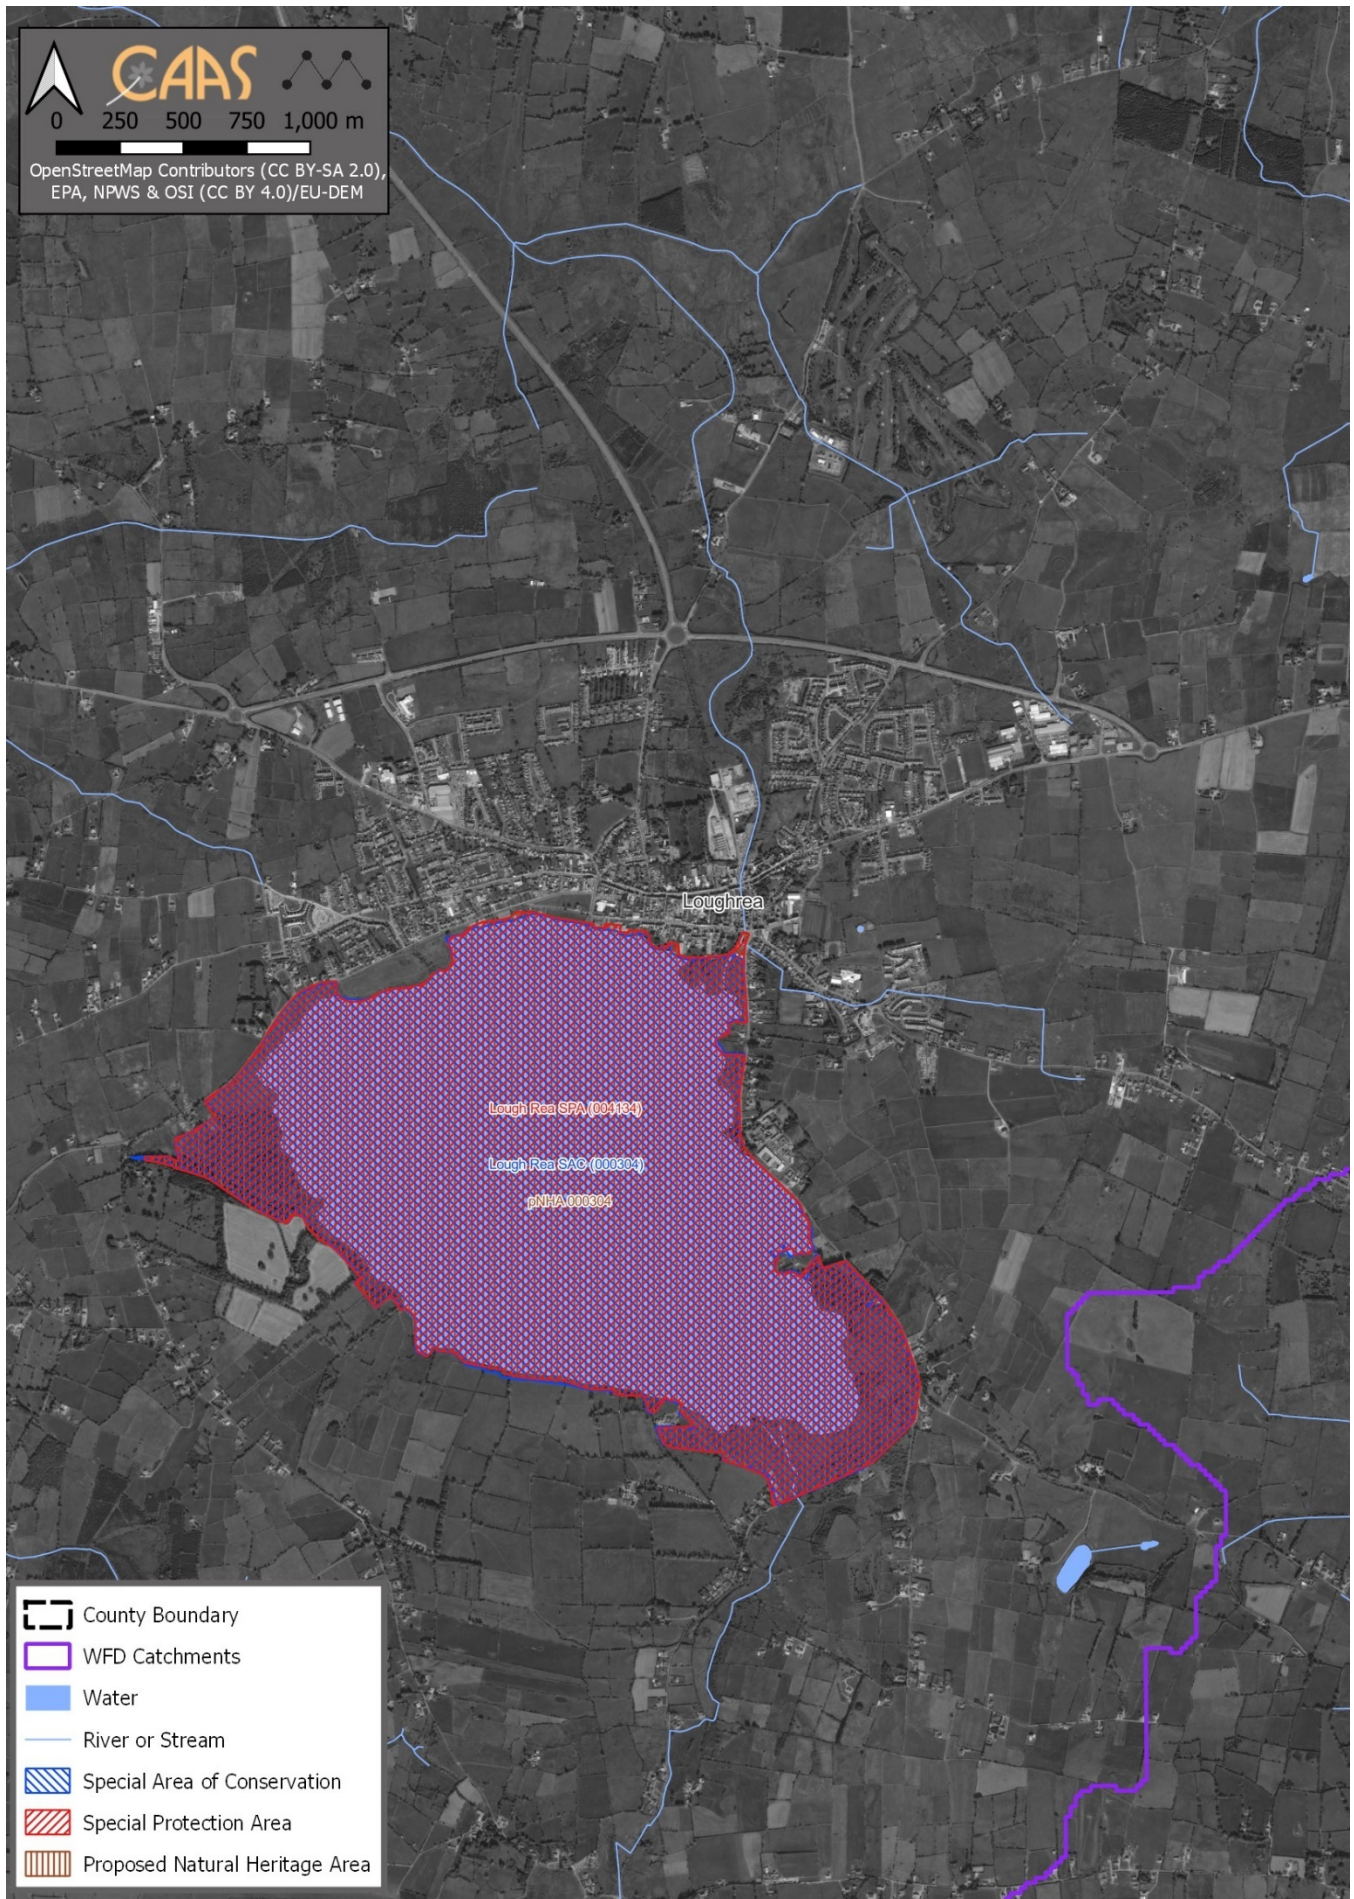 CAAS
0 250 500 750 1,000 m
OpenStreetMap Contributors (CC BY-SA 2.0),
EPA, NPWS & OSI (CC BY 4.0)/EU-DEM
Loughrea
Lough Rea SPA (004134)
Lough Rea SAC (000304)
pNHA 000304
County Boundary
WFD Catchments
Water
River or Stream
Special Area of Conservation
Special Protection Area
Proposed Natural Heritage Area